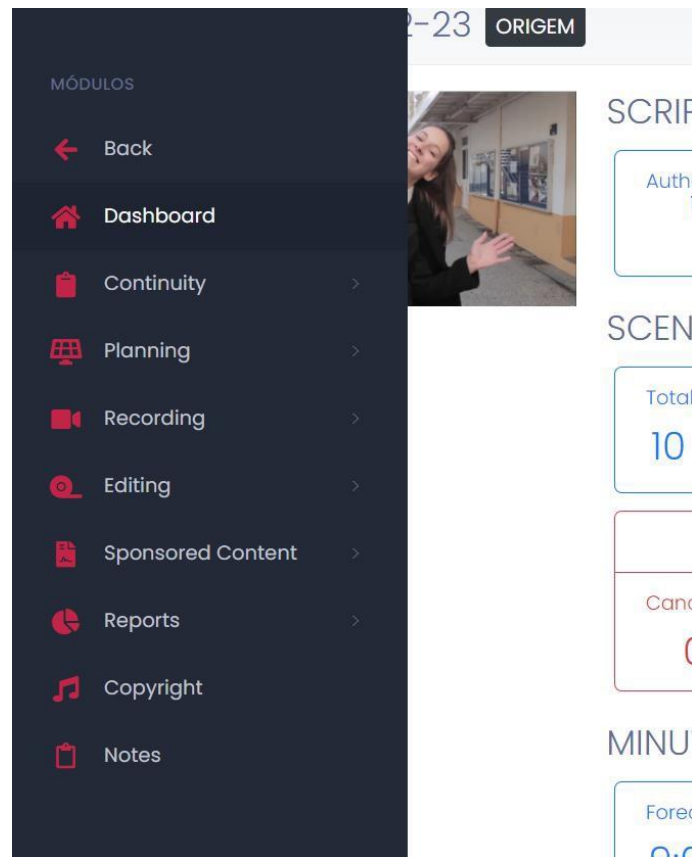 -23 ORIGEM
MÓDULOS
Back
Dashboard
Continuity
Planning
Recording
Editing
Sponsored Content
Reports
Copyright
Notes
SCRIP
Auth
SCEN
Total
10
Canc
MINU
Forec